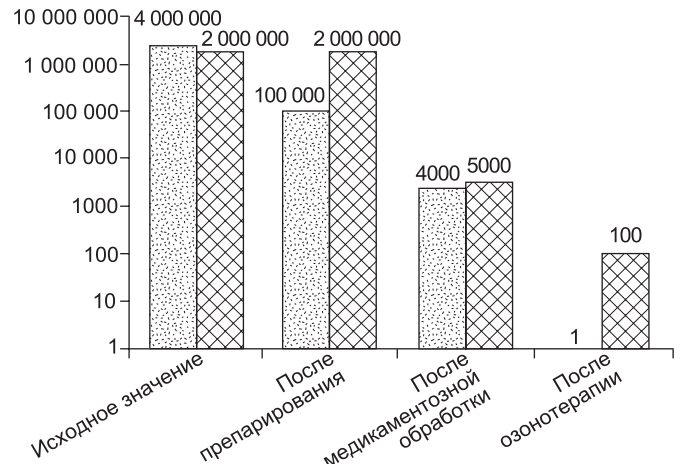 10 000 000
1 000 000
100 000
10 000
1000
100
10
1
4 000 000
2 000 000
100 000
2 000 000
4000
5000
1
100
Исходное значение
После
препарирования
После
медикаментозной
обработки
После
озонотерапии